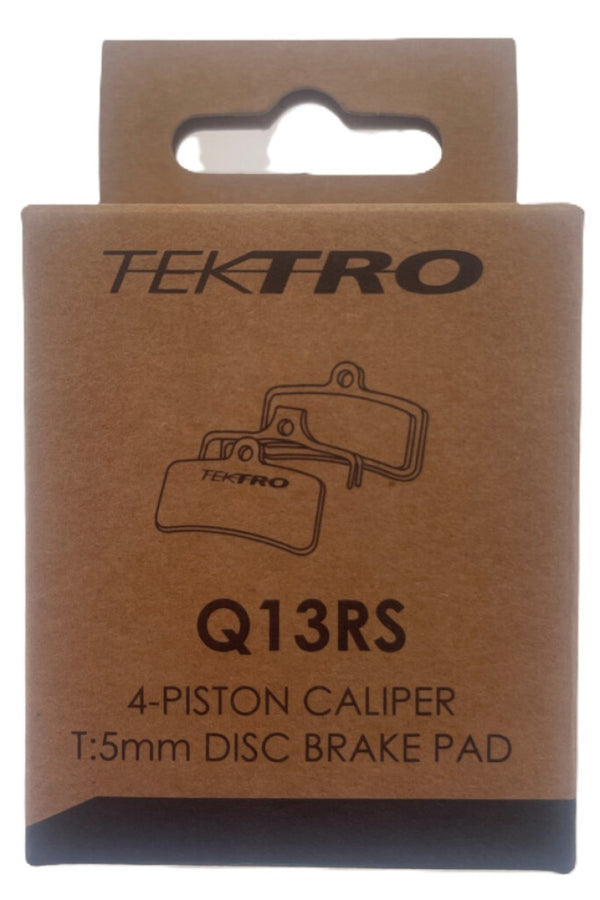 TEKTRO
TEKTRO
Q13RS
4-PISTON CALIPER
T:5mm DISC BRAKE PAD